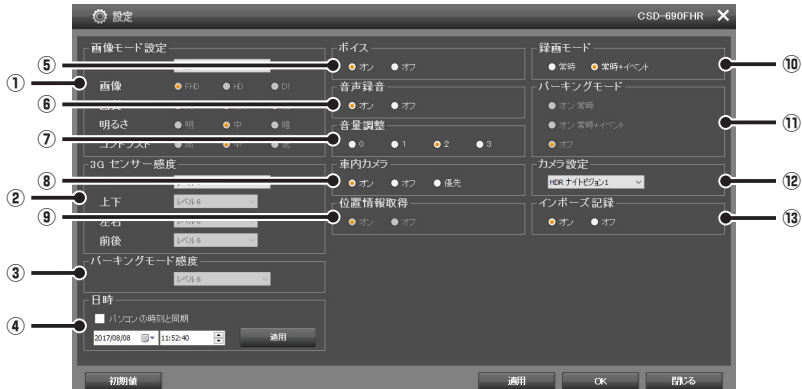 設定
CSD-690FHR
画像モード設定
画像
FHD
HD
D1
明るさ
明
中
暗
コントラスト
高
中
低
3G センサー感度
上下
レベル 6
左右
レベル 6
前後
レベル 6
パーキングモード感度
レベル 6
日時
パソコンの時刻と同期
2017/08/08
11:52:40
適用
ボイス
オン
オフ
音声録音
オン
オフ
音量調整
0
1
2
3
車内カメラ
オン
オフ
優先
位置情報取得
オン
オフ
録画モード
常時
常時+イベント
パーキングモード
オン 常時
オン 常時+イベント
オフ
カメラ設定
HDR ナイトビジョン1
インポーズ記録
オン
オフ
初期値
適用
OK
閉じる
①
②
③
④
⑤
⑥
⑦
⑧
⑨
⑩
⑪
⑫
⑬